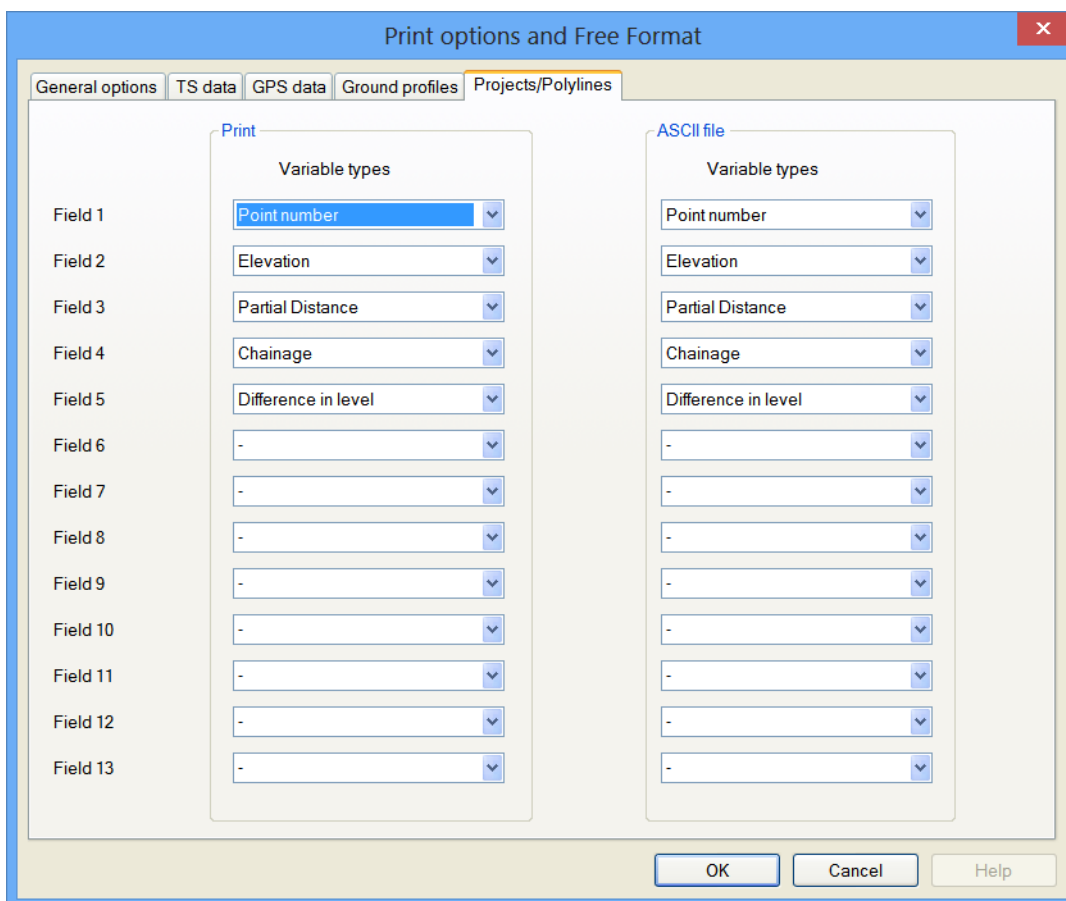 Print options and Free Format
General options TS data GPS data Ground profiles Projects/Polylines
Print ASCII file
Variable types Variable types
Field 1 Point number Point number
Field 2 Elevation Elevation
Field 3 Partial Distance Partial Distance
Field 4 Chainage Chainage
Field 5 Difference in level Difference in level
Field 6 - -
Field 7 - -
Field 8 - -
Field 9 - -
Field 10 - -
Field 11 - -
Field 12 - -
Field 13 - -
OK Cancel Help